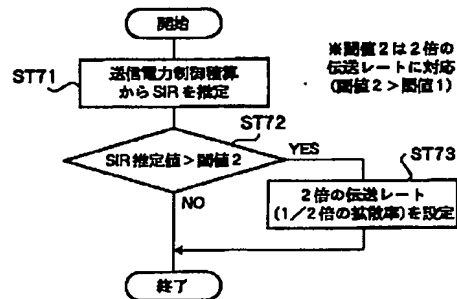 開始
※閾値2は2倍の
伝送レートに対応
(閾値2>閾値1)
ST71
送信電力制御積算
からSIRを推定
ST72
SIR推定値>閾値2
YES
ST73
NO
2倍の伝送レート
(1/2倍の拡散率)を設定
終了